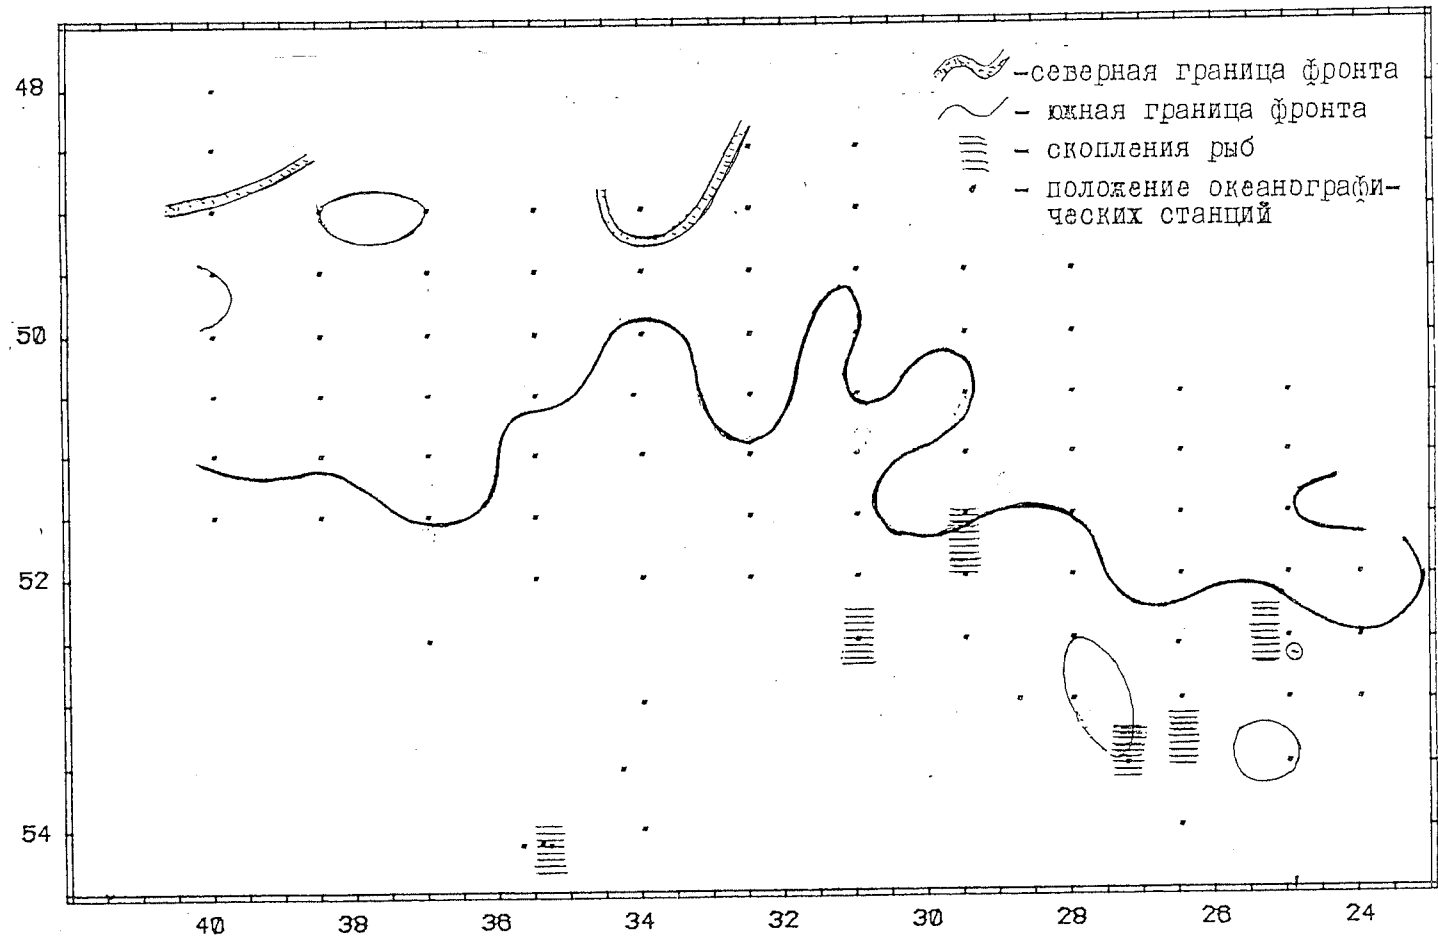 48
50
52
54
-северная граница фронта
- южная граница фронта
- скопления рыб
- положение океанографи-
ческих станций
40 38 36 34 32 30 28 26 24